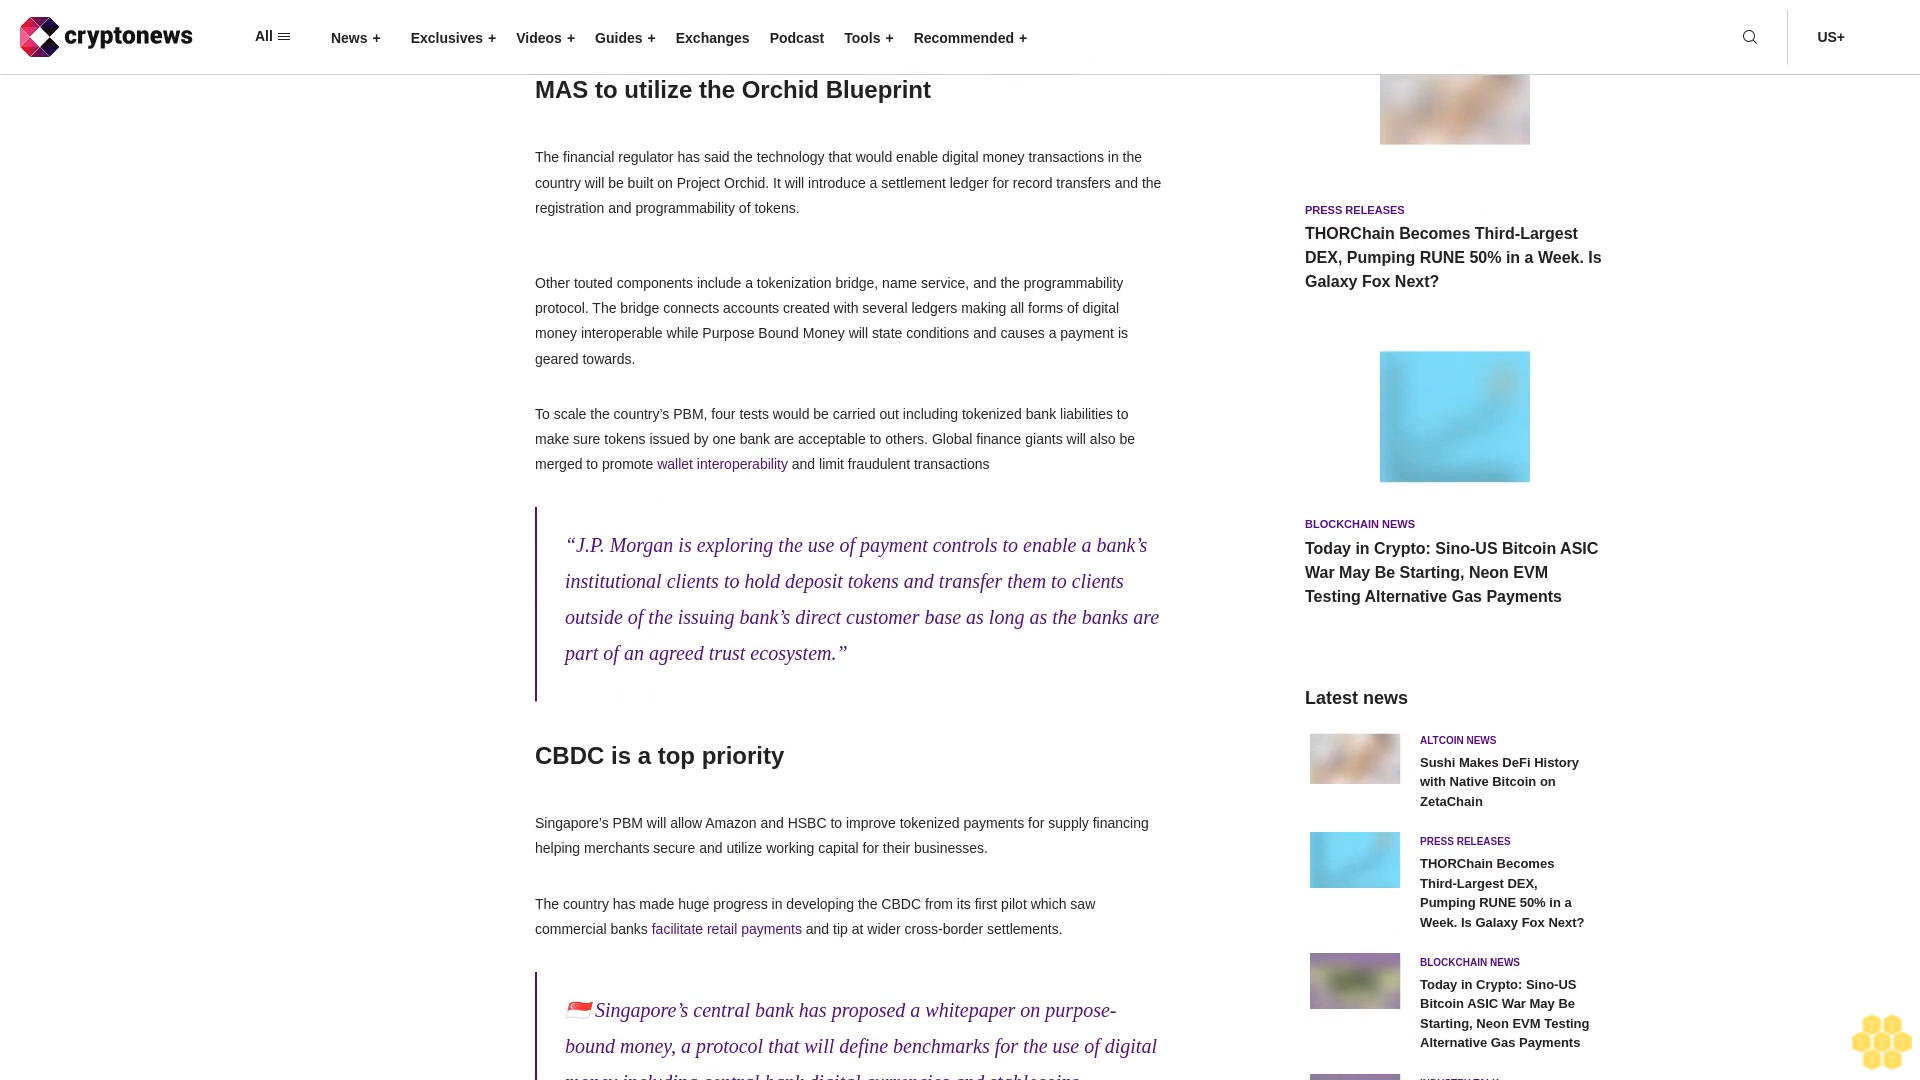 cryptonews
All
News +
Exclusives +
Videos +
Guides +
Exchanges
Podcast
Tools +
Recommended +
US+
MAS to utilize the Orchid Blueprint
The financial regulator has said the technology that would enable digital money transactions in the
country will be built on Project Orchid. It will introduce a settlement ledger for record transfers and the
registration and programmability of tokens.
Other touted components include a tokenization bridge, name service, and the programmability
protocol. The bridge connects accounts created with several ledgers making all forms of digital
money interoperable while Purpose Bound Money will state conditions and causes a payment is
geared towards.
To scale the country’s PBM, four tests would be carried out including tokenized bank liabilities to
make sure tokens issued by one bank are acceptable to others. Global finance giants will also be
merged to promote wallet interoperability and limit fraudulent transactions
“J.P. Morgan is exploring the use of payment controls to enable a bank’s
institutional clients to hold deposit tokens and transfer them to clients
outside of the issuing bank’s direct customer base as long as the banks are
part of an agreed trust ecosystem.”
CBDC is a top priority
Singapore’s PBM will allow Amazon and HSBC to improve tokenized payments for supply financing
helping merchants secure and utilize working capital for their businesses.
The country has made huge progress in developing the CBDC from its first pilot which saw
commercial banks facilitate retail payments and tip at wider cross-border settlements.
🇸🇬 Singapore’s central bank has proposed a whitepaper on purpose-
bound money, a protocol that will define benchmarks for the use of digital
money including central bank digital currencies and stablecoins
PRESS RELEASES
THORChain Becomes Third-Largest
DEX, Pumping RUNE 50% in a Week. Is
Galaxy Fox Next?
BLOCKCHAIN NEWS
Today in Crypto: Sino-US Bitcoin ASIC
War May Be Starting, Neon EVM
Testing Alternative Gas Payments
Latest news
ALTCOIN NEWS
Sushi Makes DeFi History
with Native Bitcoin on
ZetaChain
PRESS RELEASES
THORChain Becomes
Third-Largest DEX,
Pumping RUNE 50% in a
Week. Is Galaxy Fox Next?
BLOCKCHAIN NEWS
Today in Crypto: Sino-US
Bitcoin ASIC War May Be
Starting, Neon EVM Testing
Alternative Gas Payments